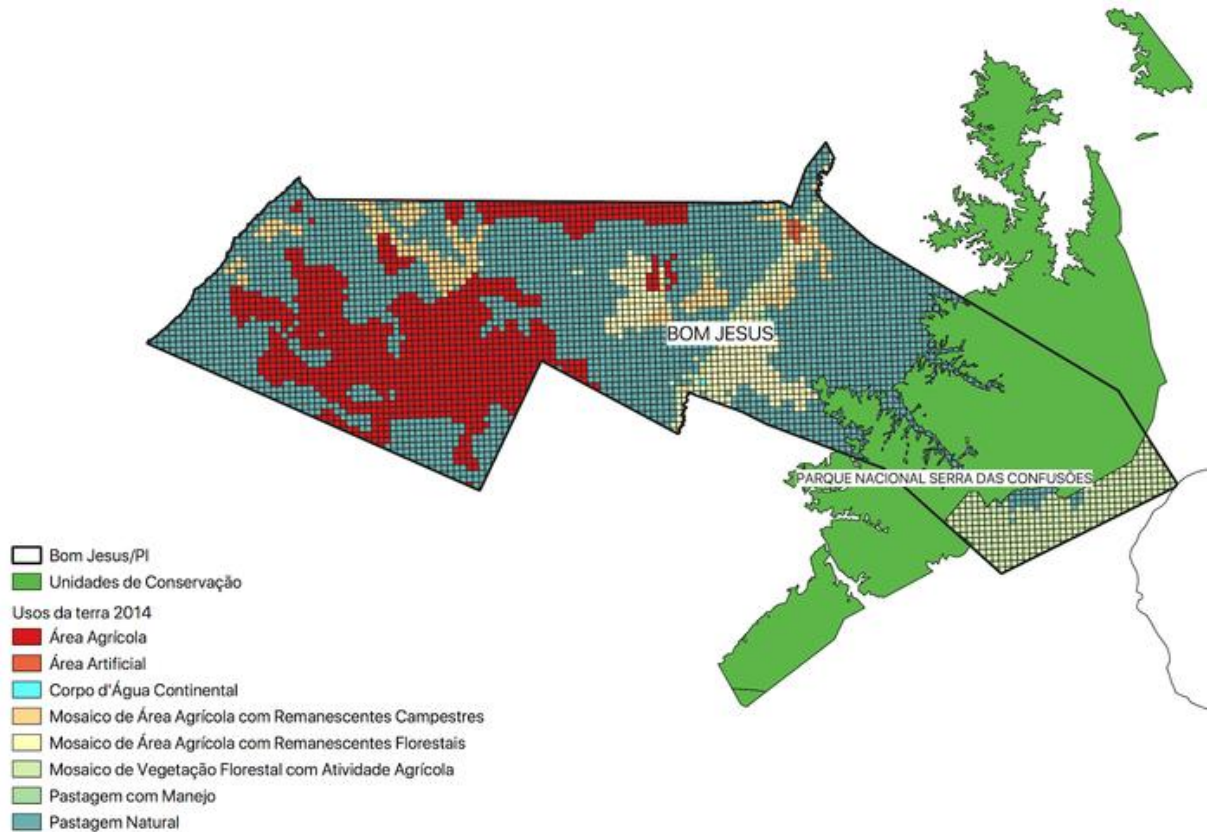 BOM JESUS
PARQUE NACIONAL SERRA DAS CONFUSÕES
Bom Jesus/PI
Unidades de Conservação
Usos da terra 2014
Área Agrícola
Área Artificial
Corpo d'Água Continental
Mosaico de Área Agrícola com Remanescentes Campestres
Mosaico de Área Agrícola com Remanescentes Florestais
Mosaico de Vegetação Florestal com Atividade Agrícola
Pastagem com Manejo
Pastagem Natural